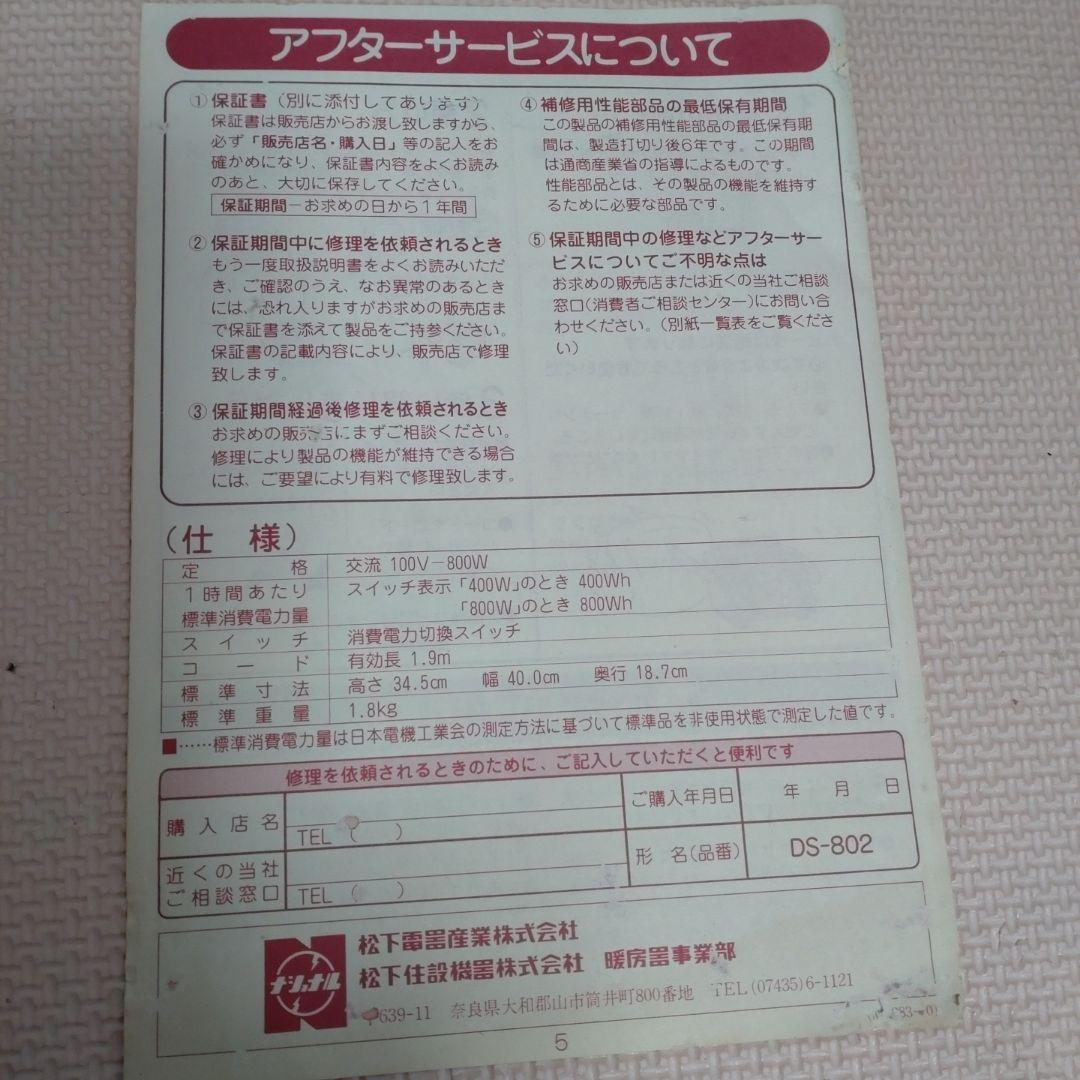 アフターサービスについて
① 保証書（別に添付してあります）
保証書は販売店からお渡し致しますから、
必ず「販売店名・購入日」等の記入をお
確かめになり、保証書内容をよくお読み
のあと、大切に保存してください。
保証期間－お求めの日から1年間
② 保証期間中に修理を依頼されるとき
もう一度取扱説明書をよくお読みいただ
き、ご確認のうえ、なお異常のあるとき
には、恐れ入りますがお求めの販売店ま
で保証書を添えて製品をご持参ください。
保証書の記載内容により、販売店で修理
致します。
③ 保証期間経過後修理を依頼されるとき
お求めの販売店にまずご相談ください。
修理により製品の機能が維持できる場合
には、ご要望により有料で修理致します。
④ 補修用性能部品の最低保有期間
この製品の補修用性能部品の最低保有期
間は、製造打切り後6年です。この期間
は通商産業省の指導によるものです。
性能部品とは、その製品の機能を維持す
るために必要な部品です。
⑤ 保証期間中の修理などアフターサー
ビスについてご不明な点は
お求めの販売店または近くの当社ご相談
窓口（消費者ご相談センター）にお問い合
わせください。（別紙一覧表をご覧くださ
い）
（仕様）
定格 交流 100V－800W
1時間あたり スイッチ表示「400W」のとき 400Wh
標準消費電力量 「800W」のとき 800Wh
スイッチ 消費電力切換スイッチ
コード 有効長 1.9m
標準寸法 高さ 34.5cm 幅 40.0cm 奥行 18.7cm
標準重量 1.8kg
■……標準消費電力量は日本電機工業会の測定方法に基づいて標準品を非使用状態で測定した値です。
修理を依頼されるときのために、ご記入していただくと便利です
購入店名 TEL（ ） ご購入年月日 年 月 日
近くの当社
ご相談窓口 TEL（ ） 形名（品番） DS-802
ナショナル
松下電器産業株式会社
松下住設機器株式会社 暖房器事業部
〒639-11 奈良県大和郡山市筒井町800番地 TEL (07435)6-1121
5